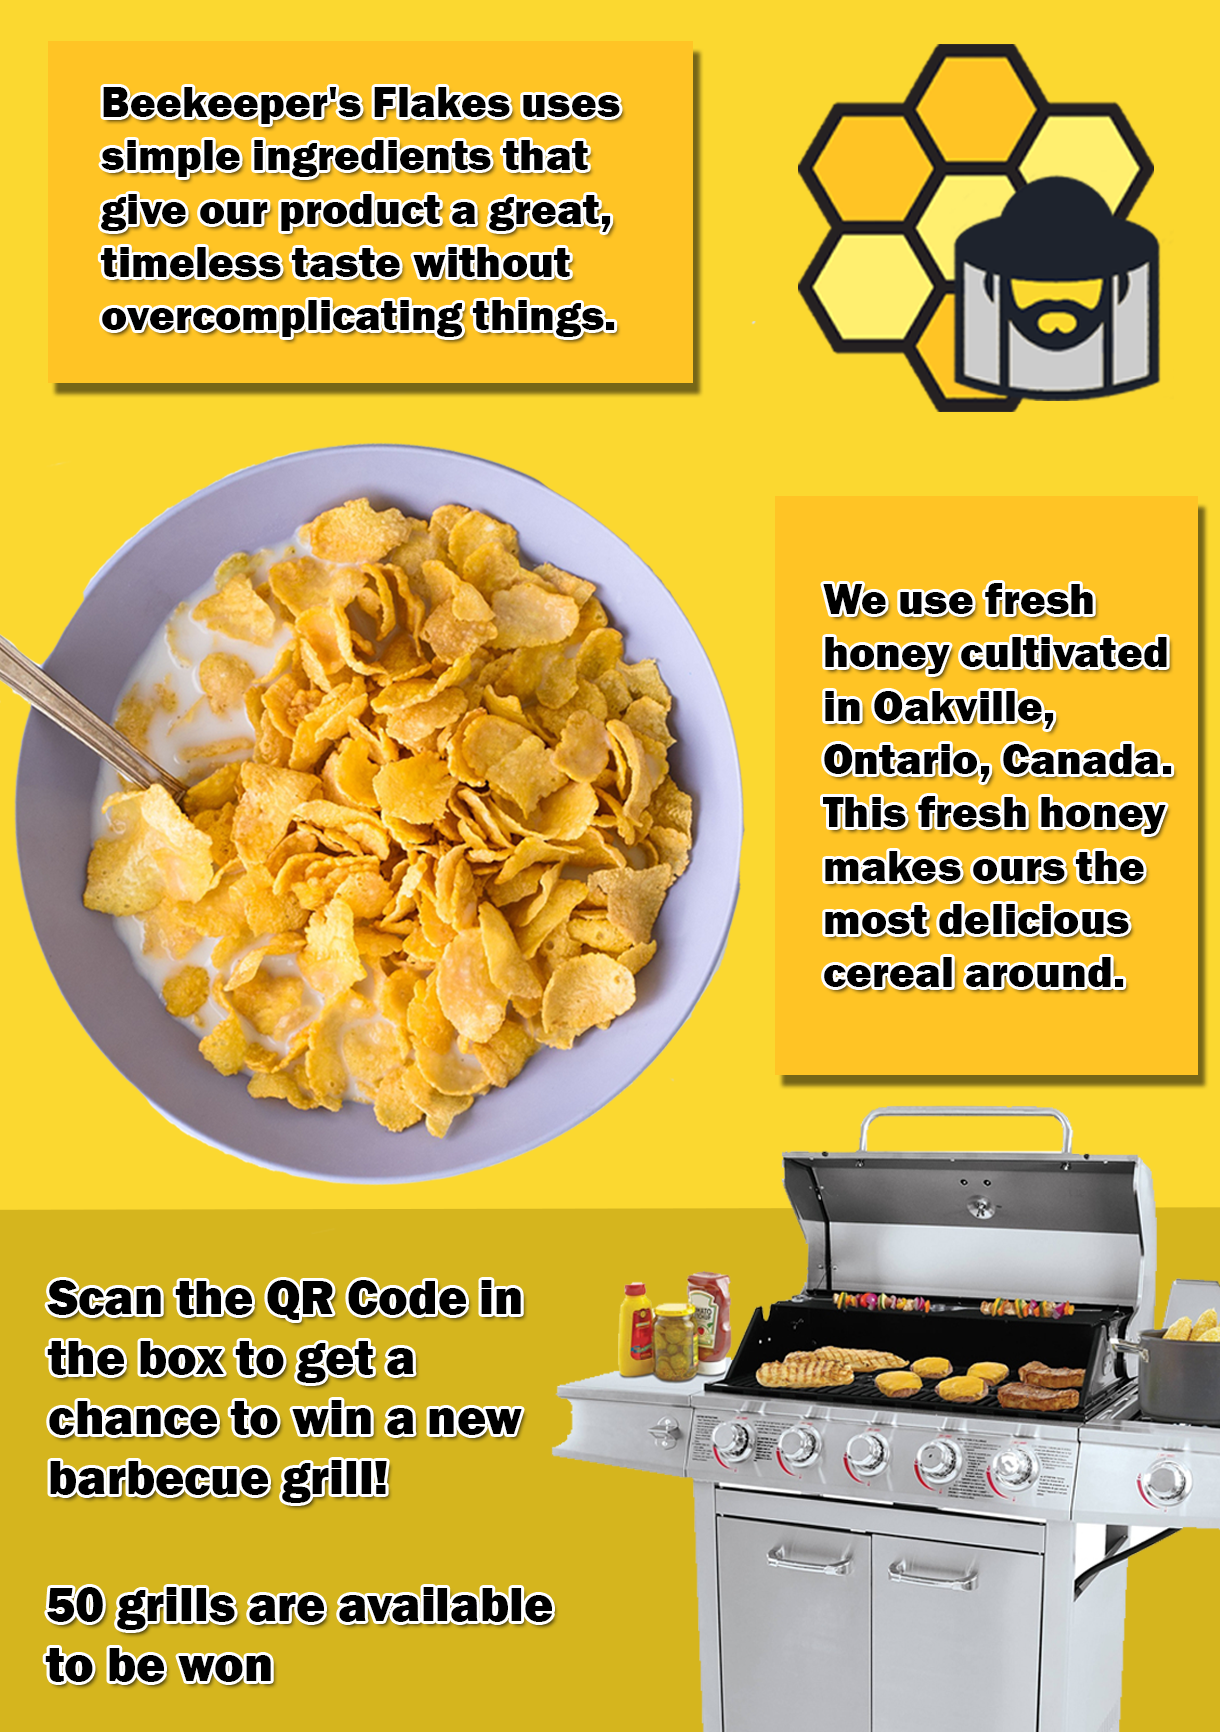 Beekeeper's Flakes uses
simple ingredients that
give our product a great,
timeless taste without
overcomplicating things.
We use fresh
honey cultivated
in Oakville,
Ontario, Canada.
This fresh honey
makes ours the
most delicious
cereal around.
Scan the QR Code in
the box to get a
chance to win a new
barbecue grill!
50 grills are available
to be won